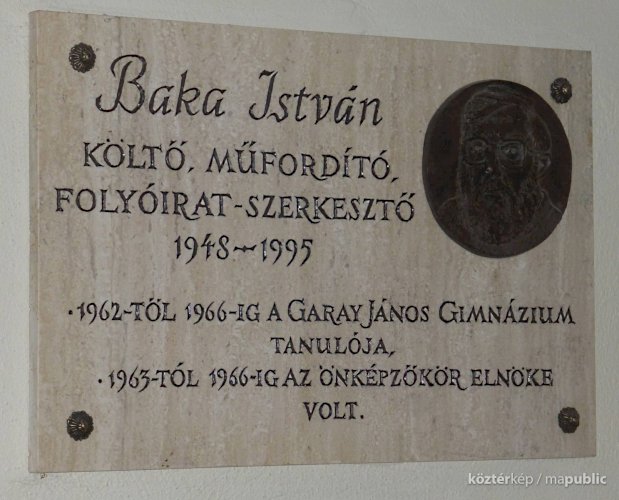 Baka István
KÖLTŐ, MŰFORDÍTÓ,
FOLYÓIRAT-SZERKESZTŐ
1948–1995
·1962-TŐL 1966-IG A GARAY JÁNOS GIMNÁZIUM
TANULÓJA,
·1963-TÓL 1966-IG AZ ÖNKÉPZŐKÖR ELNÖKE
VOLT.
köztérkép / mapublic